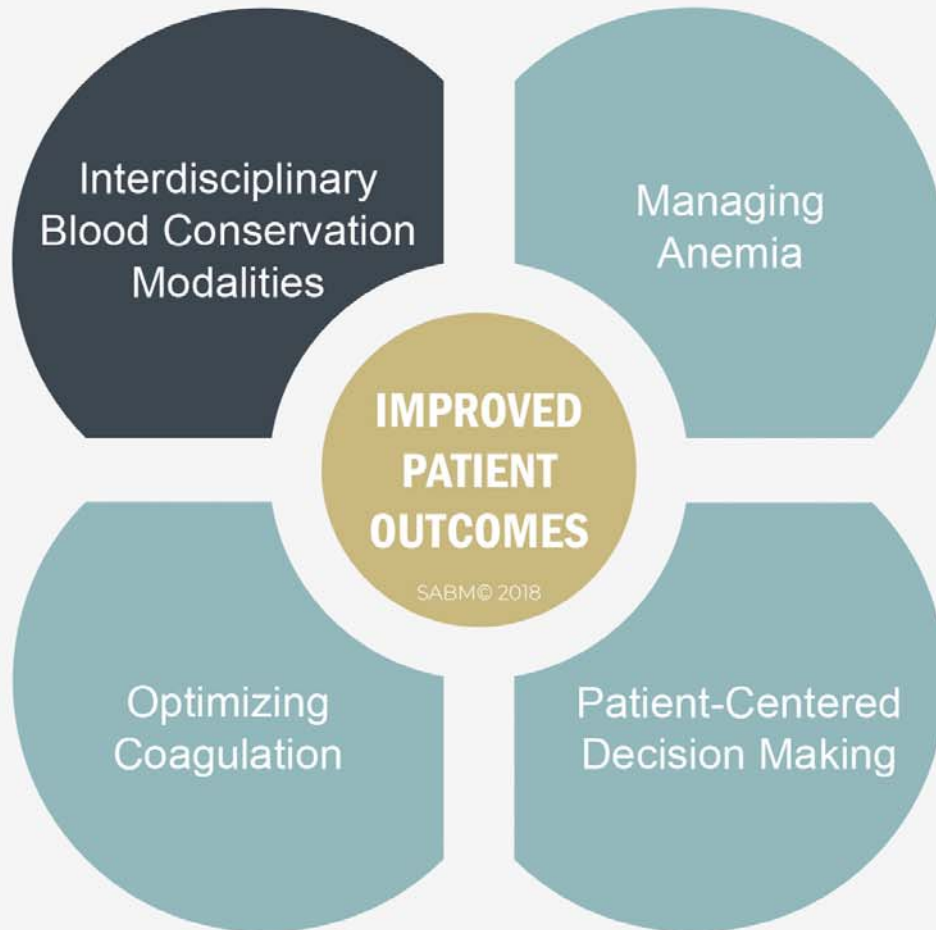 Interdisciplinary
Blood Conservation
Modalities
Managing
Anemia
IMPROVED
PATIENT
OUTCOMES
SABM© 2018
Optimizing
Coagulation
Patient-Centered
Decision Making